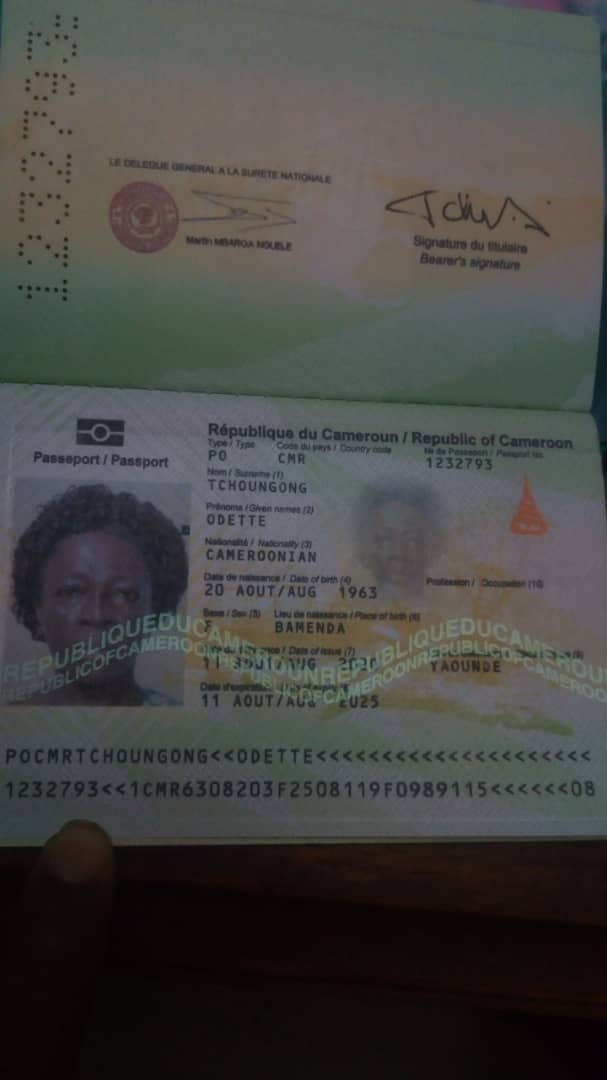 1232793
LE DELEGUE GENERAL A LA SURETE NATIONALE
Martin MBARGA NGUELE
Signature du titulaire
Bearer's signature
République du Cameroun / Republic of Cameroon
Passeport / Passport
Type / Type Code du pays / Country code № de Passeport / Passport No.
PO CMR 1232793
Nom / Surname (1)
TCHOUNGONG
Prénoms / Given names (2)
ODETTE
Nationalité / Nationality (3)
CAMEROONIAN
Date de naissance / Date of birth (4) Profession / Occupation (10)
20 AOUT/AUG 1963
Sexe / Sex (5) Lieu de naissance / Place of birth (6)
F BAMENDA
Date of issue (7)
11 AOUT/AUG 2020 YAOUNDE
Date d'expiration
11 AOUT/AUG 2025
REPUBLIQUEDUCAMEROUNREPUBLIQUEDUCAMEROU
REPUBLICOFCAMEROONREPUBLICOFCAMEROON
POCMRTCHOUNGONG<<ODETTE<<<<<<<<<<<<<<<<<<<<<
1232793<<1CMR6308203F2508119F0989115<<<<<<08